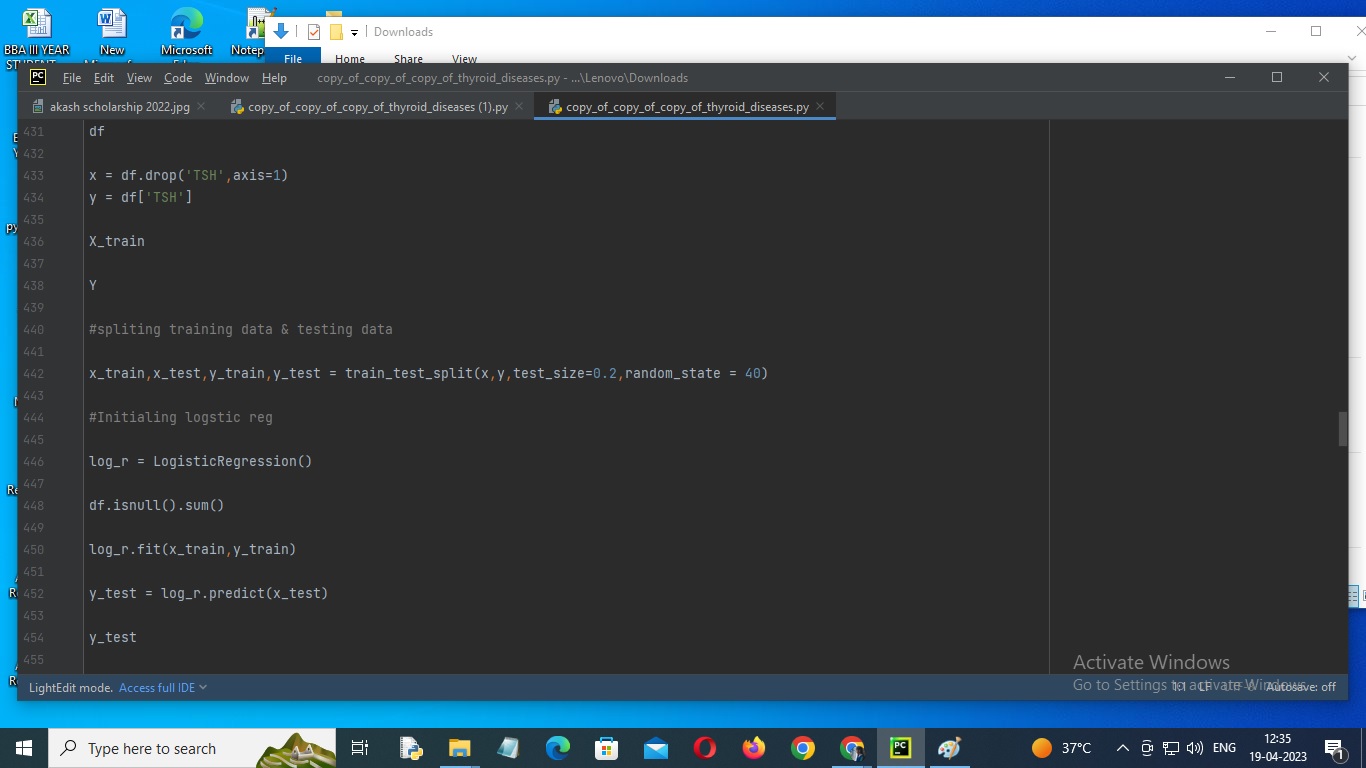 BBA III YEAR
New
Microsoft
Downloads
File
Home
Share
View
PC
File Edit View Code Window Help
copy_of_copy_of_copy_of_thyroid_diseases.py - ...\Lenovo\Downloads
akash scholarship 2022.jpg
copy_of_copy_of_copy_of_thyroid_diseases (1).py
copy_of_copy_of_copy_of_thyroid_diseases.py
431 df
432
433 x = df.drop('TSH',axis=1)
434 y = df['TSH']
435
436 X_train
437
438 Y
439
440 #spliting training data & testing data
441
442 x_train,x_test,y_train,y_test = train_test_split(x,y,test_size=0.2,random_state = 40)
443
444 #Initialing logstic reg
445
446 log_r = LogisticRegression()
447
448 df.isnull().sum()
449
450 log_r.fit(x_train,y_train)
451
452 y_test = log_r.predict(x_test)
453
454 y_test
455
Activate Windows
Go to Settings to activate Windows.
LightEdit mode. Access full IDE
1:1 LF UTF-8 Autosave: off
Type here to search
PC
37°C
ENG
12:35
19-04-2023
1